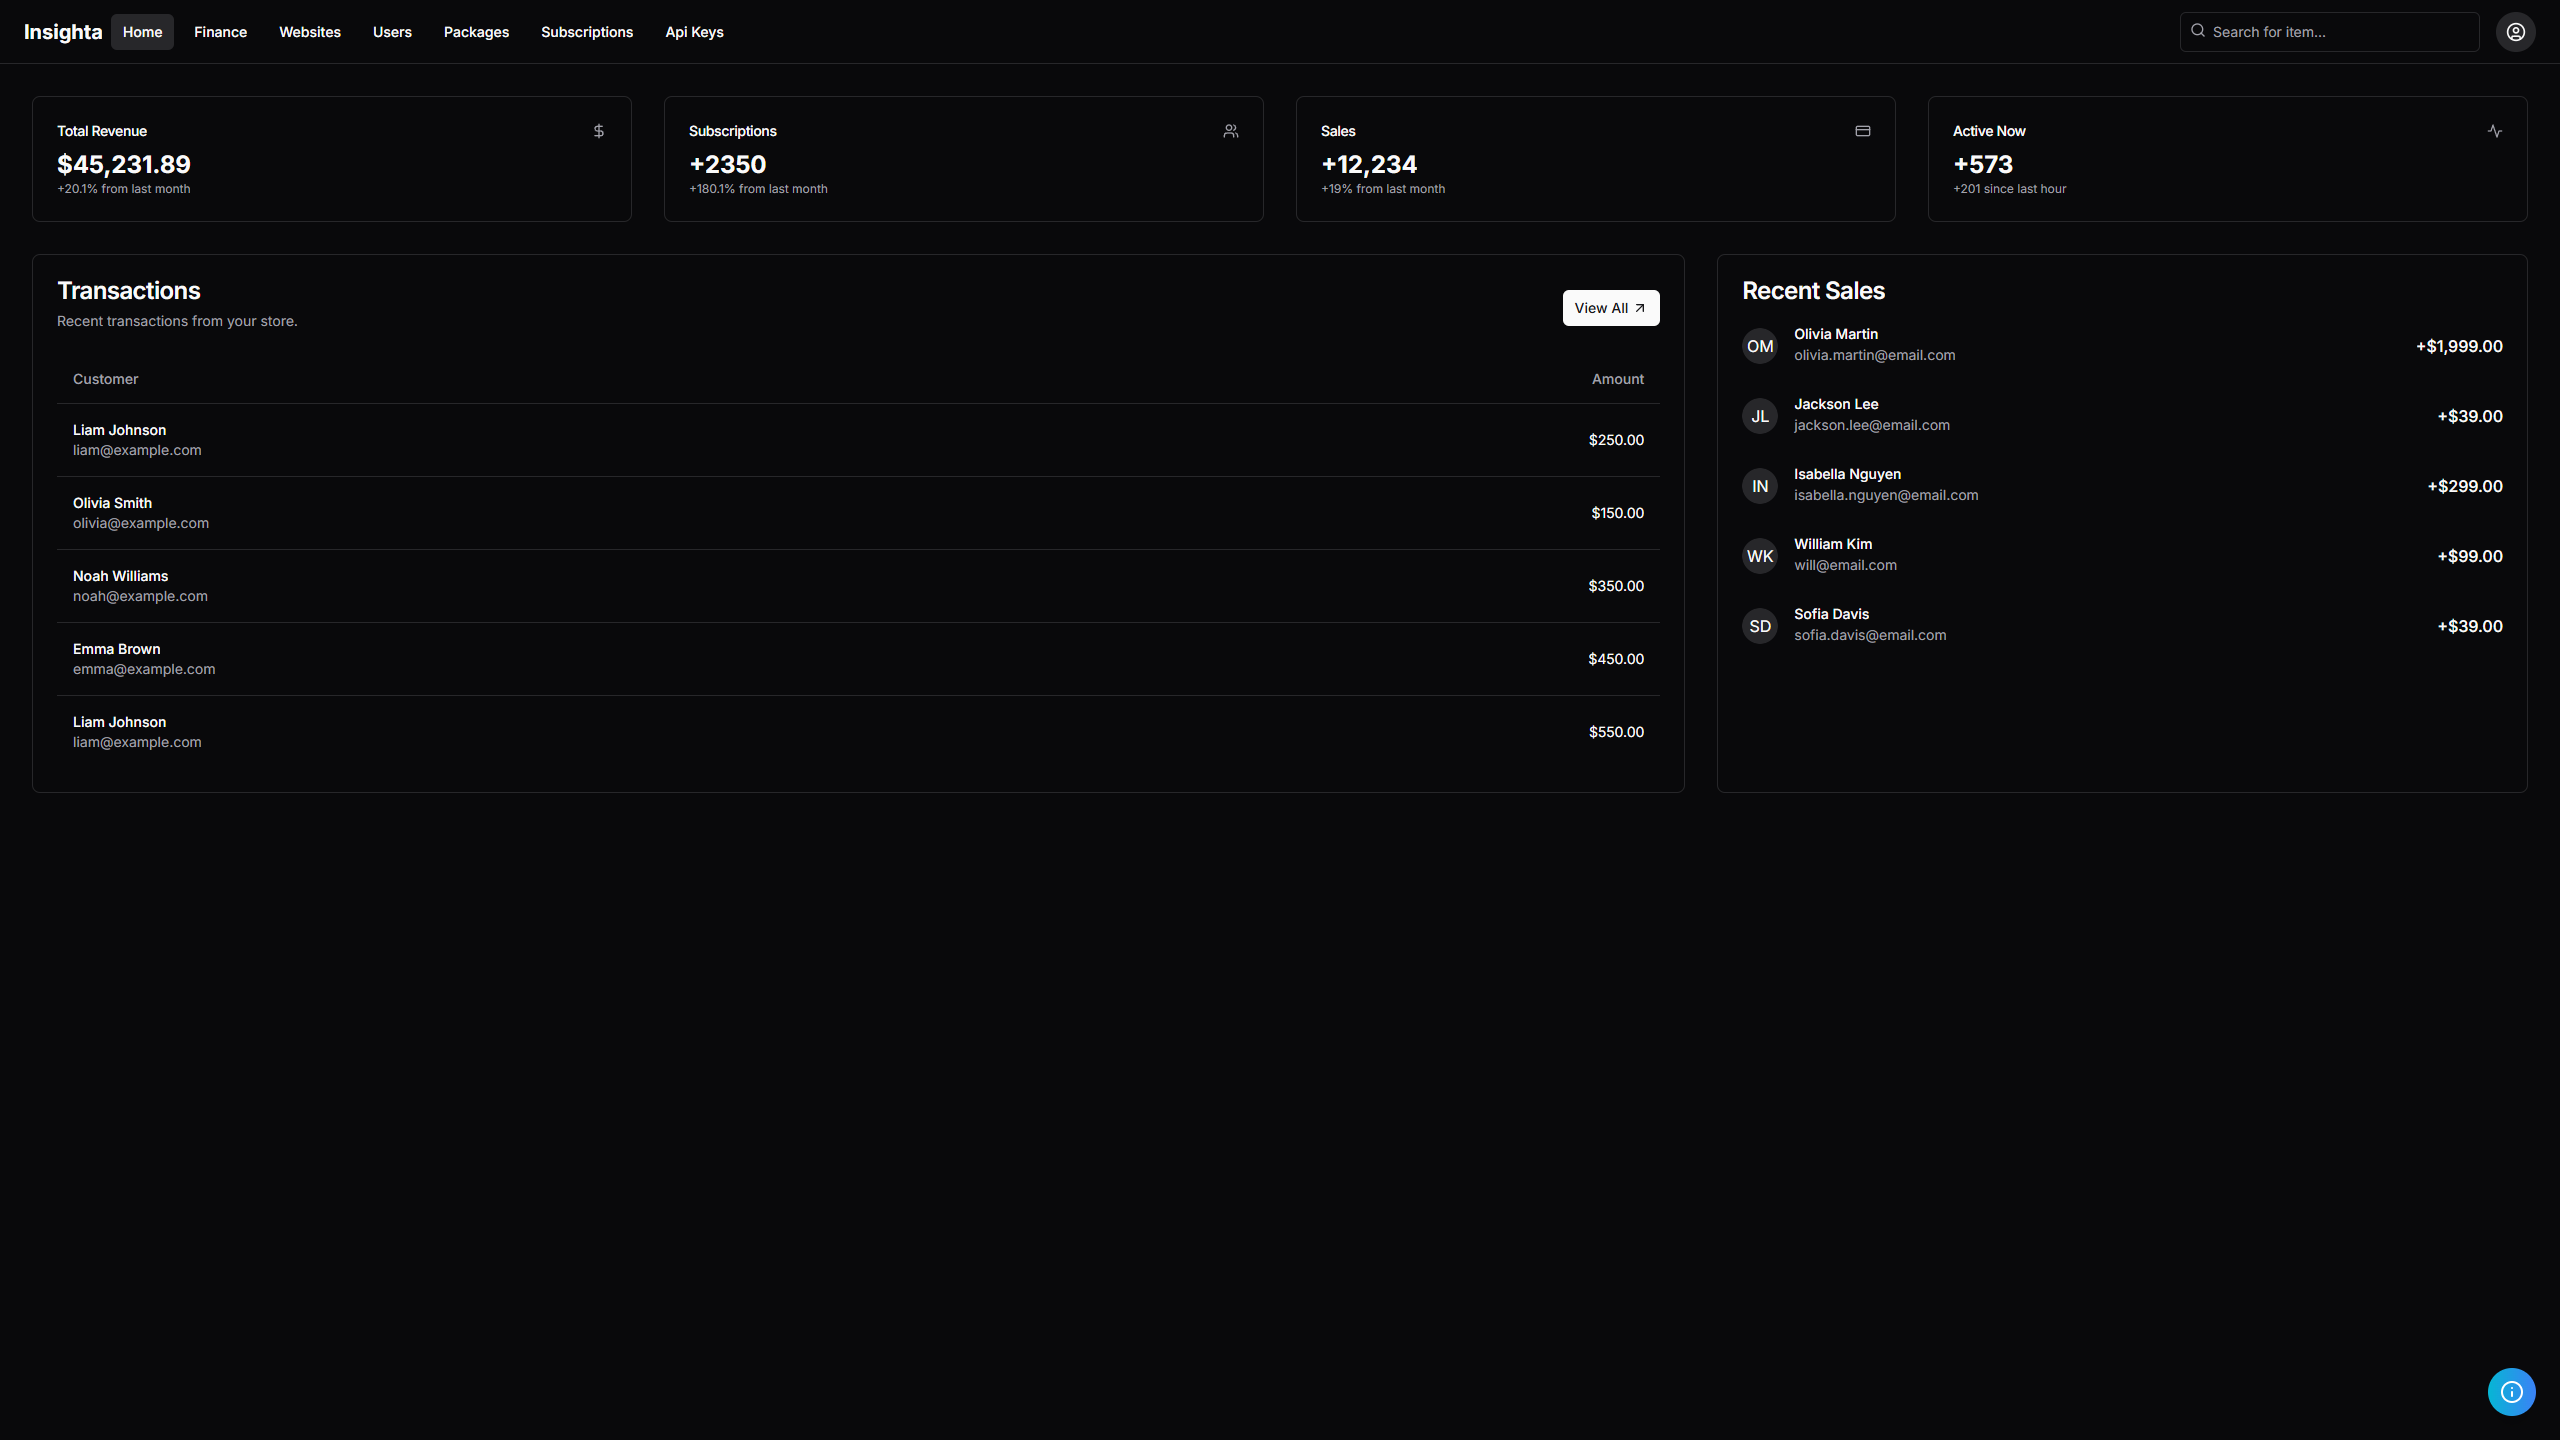 Insighta Home Finance Websites Users Packages Subscriptions Api Keys Search for item...
Total Revenue
$45,231.89
+20.1% from last month
Subscriptions
+2350
+180.1% from last month
Sales
+12,234
+19% from last month
Active Now
+573
+201 since last hour
Transactions
Recent transactions from your store.
View All
Customer Amount
Liam Johnson
liam@example.com
$250.00
Olivia Smith
olivia@example.com
$150.00
Noah Williams
noah@example.com
$350.00
Emma Brown
emma@example.com
$450.00
Liam Johnson
liam@example.com
$550.00
Recent Sales
OM
Olivia Martin
olivia.martin@email.com
+$1,999.00
JL
Jackson Lee
jackson.lee@email.com
+$39.00
IN
Isabella Nguyen
isabella.nguyen@email.com
+$299.00
WK
William Kim
will@email.com
+$99.00
SD
Sofia Davis
sofia.davis@email.com
+$39.00